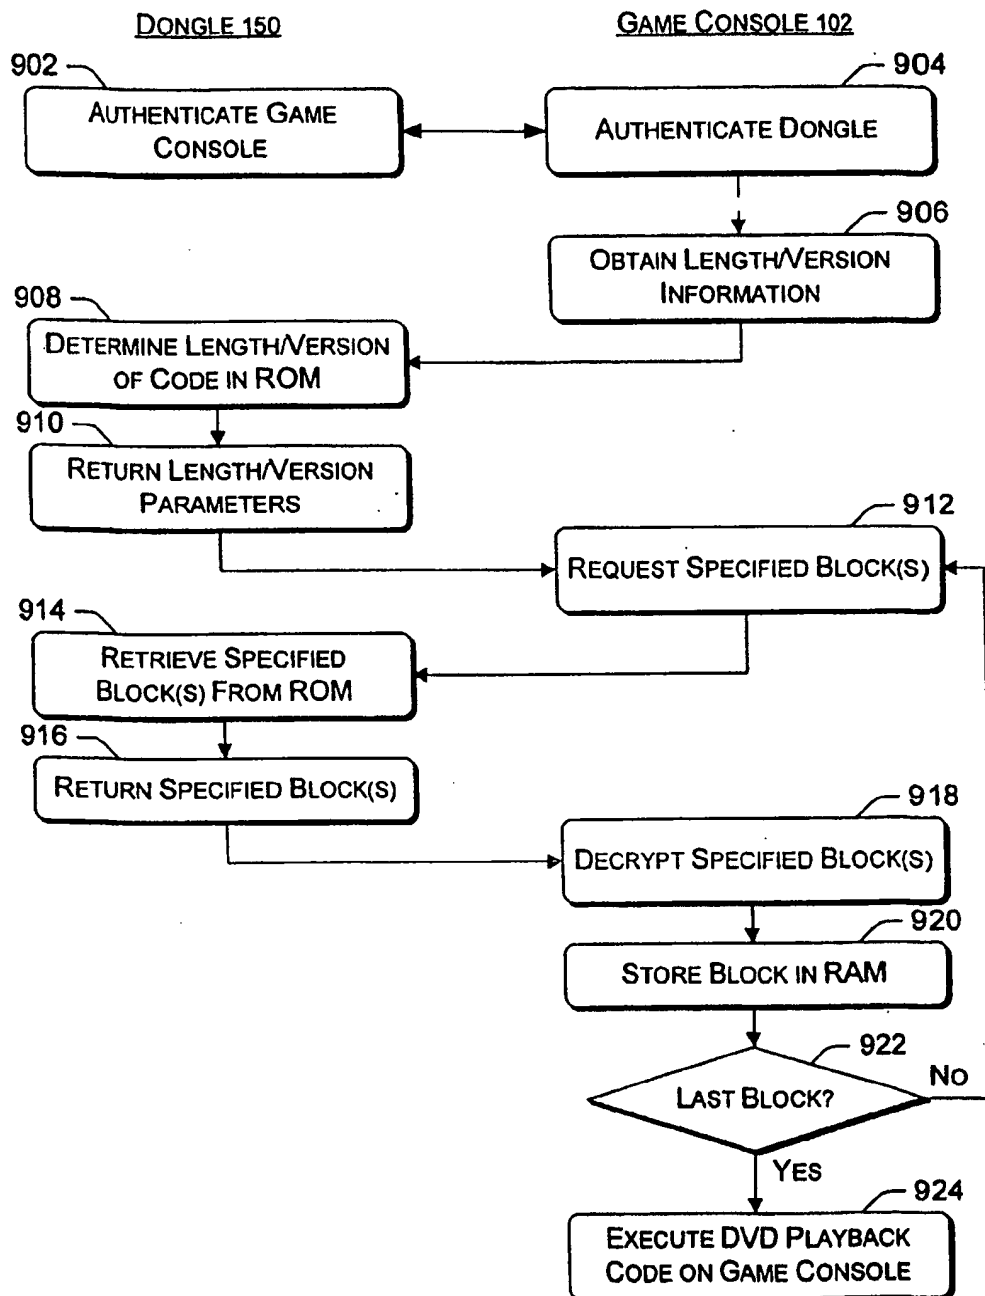 DONGLE 150
GAME CONSOLE 102
902
904
AUTHENTICATE GAME
CONSOLE
AUTHENTICATE DONGLE
906
OBTAIN LENGTH/VERSION
INFORMATION
908
DETERMINE LENGTH/VERSION
OF CODE IN ROM
910
RETURN LENGTH/VERSION
PARAMETERS
912
REQUEST SPECIFIED BLOCK(S)
914
RETRIEVE SPECIFIED
BLOCK(S) FROM ROM
916
RETURN SPECIFIED BLOCK(S)
918
DECRYPT SPECIFIED BLOCK(S)
920
STORE BLOCK IN RAM
922
LAST BLOCK?
NO
YES
924
EXECUTE DVD PLAYBACK
CODE ON GAME CONSOLE